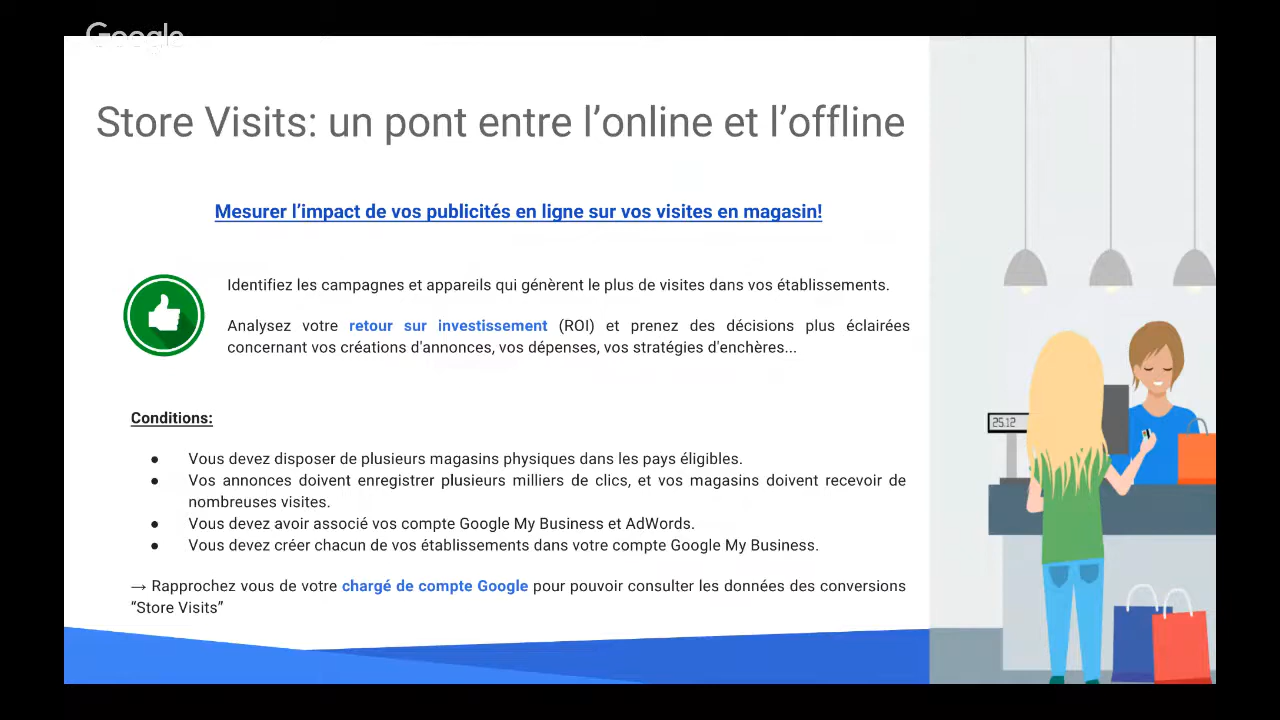 Google
Store Visits: un pont entre l’online et l’offline
Mesurer l’impact de vos publicités en ligne sur vos visites en magasin!
Identifiez les campagnes et appareils qui génèrent le plus de visites dans vos établissements.
Analysez votre retour sur investissement (ROI) et prenez des décisions plus éclairées
concernant vos créations d'annonces, vos dépenses, vos stratégies d'enchères...
Conditions:
● Vous devez disposer de plusieurs magasins physiques dans les pays éligibles.
● Vos annonces doivent enregistrer plusieurs milliers de clics, et vos magasins doivent recevoir de
nombreuses visites.
● Vous devez avoir associé vos compte Google My Business et AdWords.
● Vous devez créer chacun de vos établissements dans votre compte Google My Business.
→ Rapprochez vous de votre chargé de compte Google pour pouvoir consulter les données des conversions
“Store Visits”
25.12